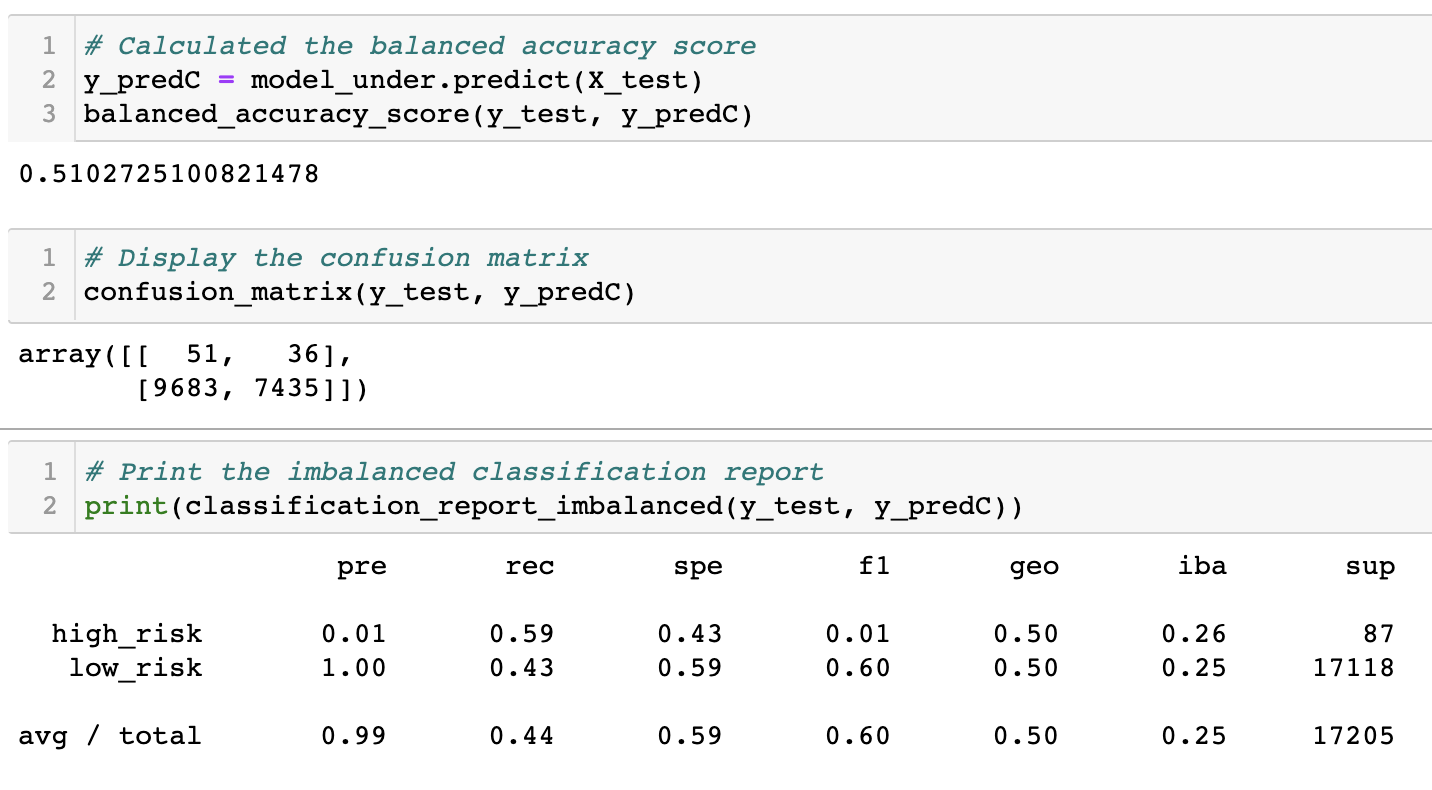 1 # Calculated the balanced accuracy score
2 y_predC = model_under.predict(X_test)
3 balanced_accuracy_score(y_test, y_predC)
0.5102725100821478
1 # Display the confusion matrix
2 confusion_matrix(y_test, y_predC)
array([[  51,   36],
       [9683, 7435]])
1 # Print the imbalanced classification report
2 print(classification_report_imbalanced(y_test, y_predC))
pre rec spe f1 geo iba sup
high_risk 0.01 0.59 0.43 0.01 0.50 0.26 87
low_risk 1.00 0.43 0.59 0.60 0.50 0.25 17118
avg / total 0.99 0.44 0.59 0.60 0.50 0.25 17205